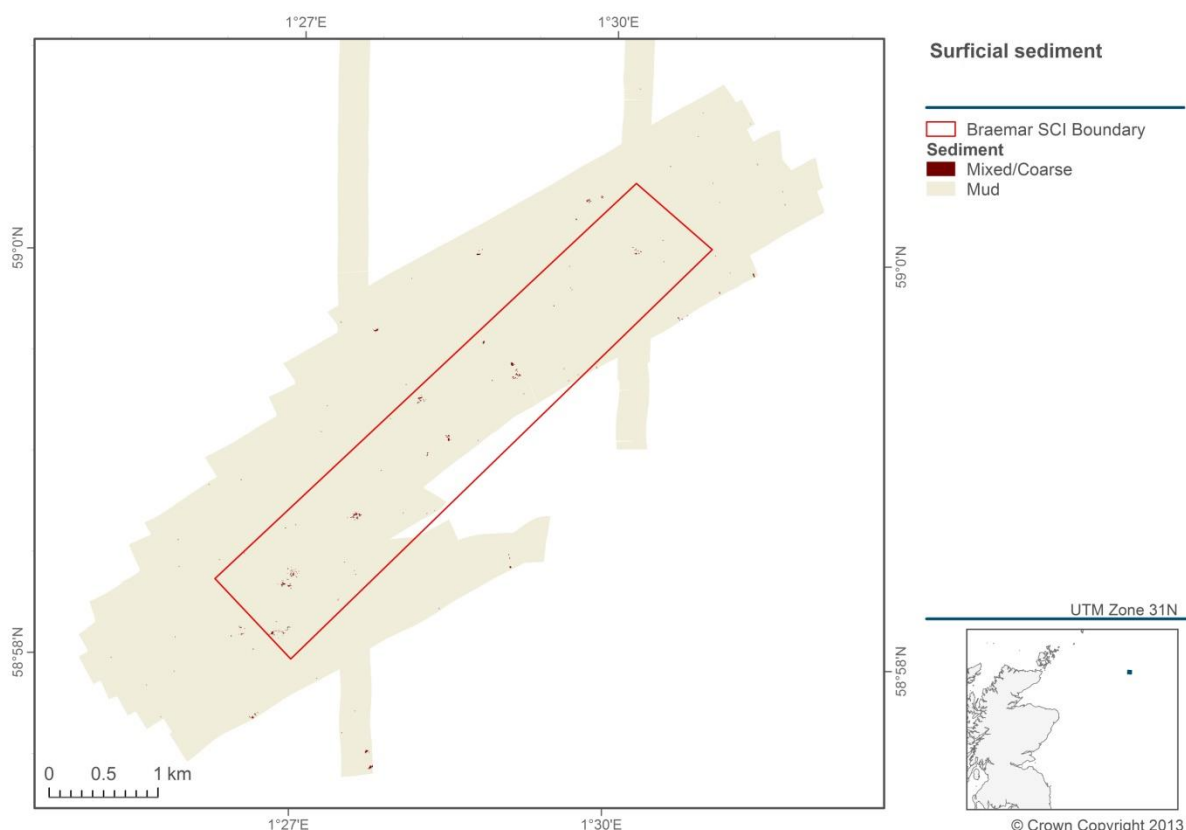 1°27'E 1°30'E
Surficial sediment
Braemar SCI Boundary
Sediment
Mixed/Coarse
Mud
59°0'N
59°0'N
58°58'N
58°58'N
0 0.5 1 km
1°27'E 1°30'E
UTM Zone 31N
© Crown Copyright 2013